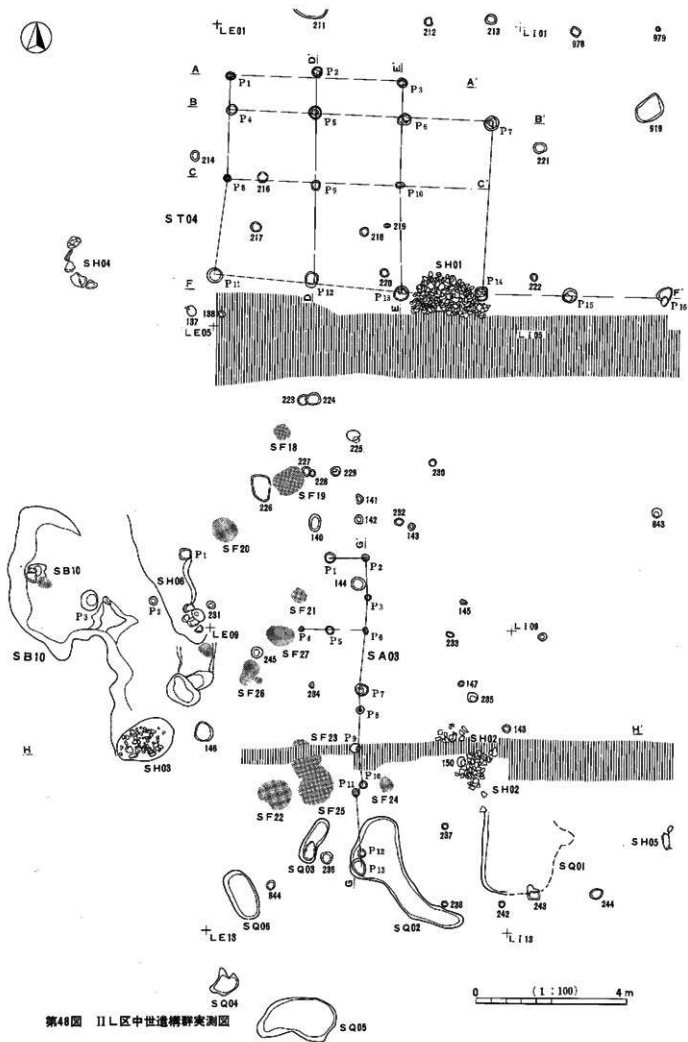 211
LE01
212
213
Li01
978
979
A
P1
D'
P2
E'
P3
A'
B
P4
P5
P6
P7
B'
919
214
221
C
P8
216
P9
P10
C'
ST04
217
218
219
SH04
SH01
220
222
F
P11
P12
D
P13
E
P14
P15
F'
P16
137
138
LE05
Li05
223
224
SF18
225
227
228
229
230
SF19
226
141
142
232
143
843
140
SF20
G'
P1
P1
P2
SB10
SH06
144
P3
SF21
145
P3
P2
231
LE09
P4
P5
P6
233
Li09
SF27
SA03
SB10
245
SF26
234
P7
147
235
P8
146
SF23
P9
SH02
148
H'
H
SH03
150
P10
SH02
P11
SF24
SF22
SF25
237
SQ03
236
P12
SH05
SQ01
G
P13
844
SQ06
238
242
243
244
SQ02
LE13
Li13
SQ04
0
(1:100)
4m
第48図 ⅡL区中世遺構群実測図
SQ05